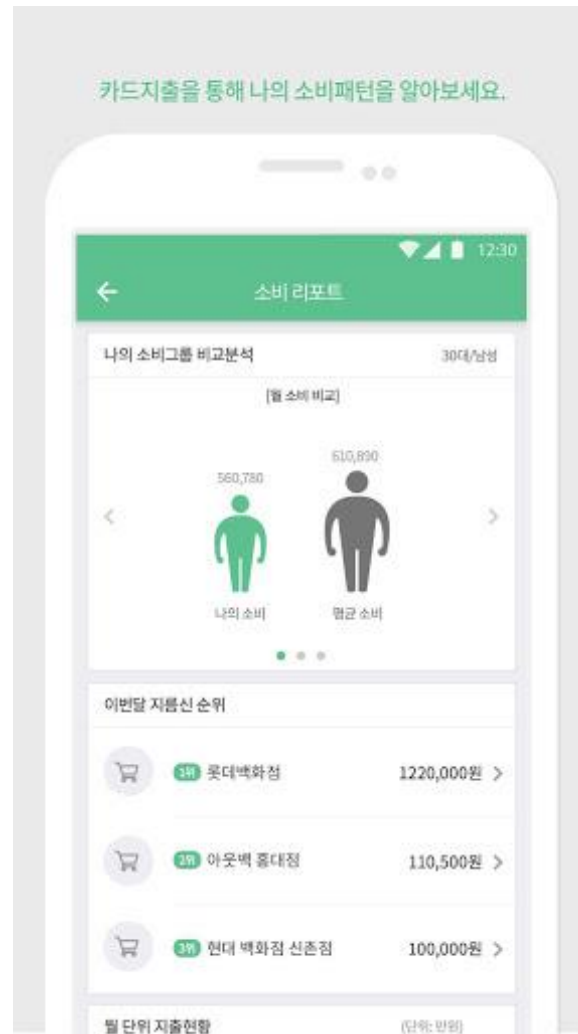 카드지출을 통해 나의 소비패턴을 알아보세요.
12:30
소비 리포트
나의 소비그룹 비교분석 30대/남성
[월 소비 비교]
610,890
560,780
나의 소비 평균 소비
이번달 지름신 순위
1위 롯데백화점 1220,000원
2위 아웃백 홍대점 110,500원
3위 현대 백화점 신촌점 100,000원
월 단위 지출현황 (단위: 만원)